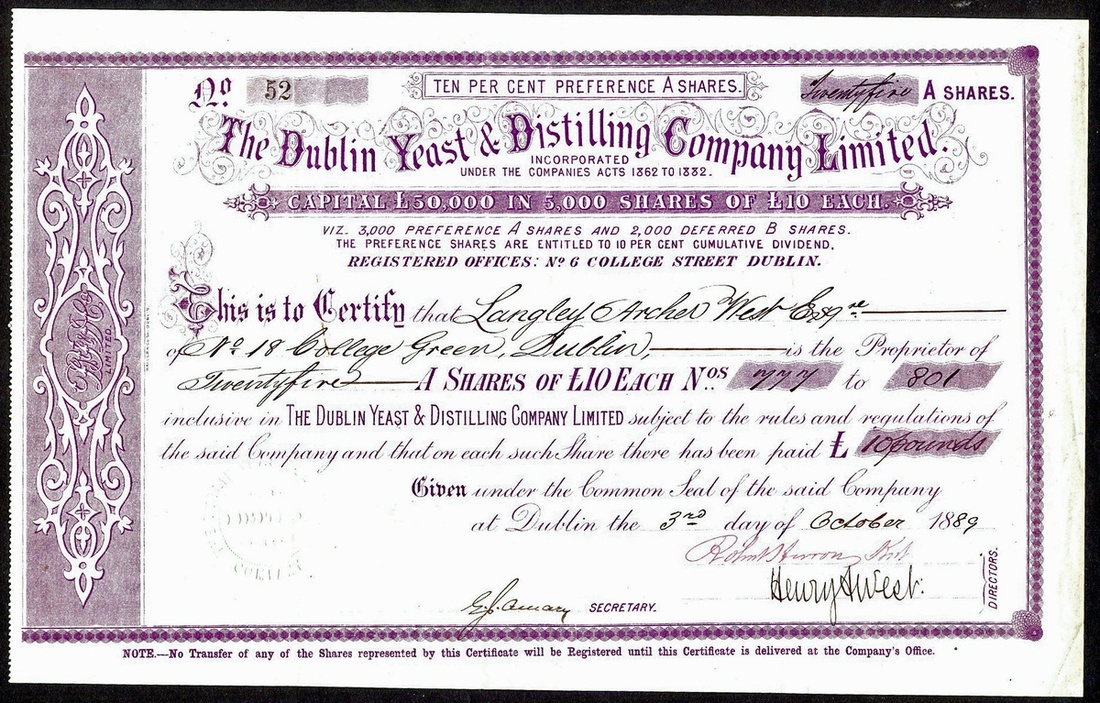 No 52
TEN PER CENT PREFERENCE A SHARES.
Twentyfive A SHARES.
The Dublin Yeast & Distilling Company Limited.
INCORPORATED
UNDER THE COMPANIES ACTS 1862 TO 1882.
CAPITAL £50,000 IN 5,000 SHARES OF £10 EACH.
VIZ. 3,000 PREFERENCE A SHARES AND 2,000 DEFERRED B SHARES.
THE PREFERENCE SHARES ARE ENTITLED TO 10 PER CENT CUMULATIVE DIVIDEND.
REGISTERED OFFICES: No 6 COLLEGE STREET DUBLIN.
This is to Certify that Langley Archer West Esqre
of No 18 College Green, Dublin, is the Proprietor of
Twentyfive A SHARES OF £10 EACH Nos. 777 to 801
inclusive in THE DUBLIN YEAST & DISTILLING COMPANY LIMITED subject to the rules and regulations of
the said Company and that on each such Share there has been paid £ 10 pounds
Given under the Common Seal of the said Company
at Dublin the 3rd day of October 1889
Henry A West.
DIRECTORS.
SECRETARY.
NOTE.—No Transfer of any of the Shares represented by this Certificate will be Registered until this Certificate is delivered at the Company's Office.
LIMITED.